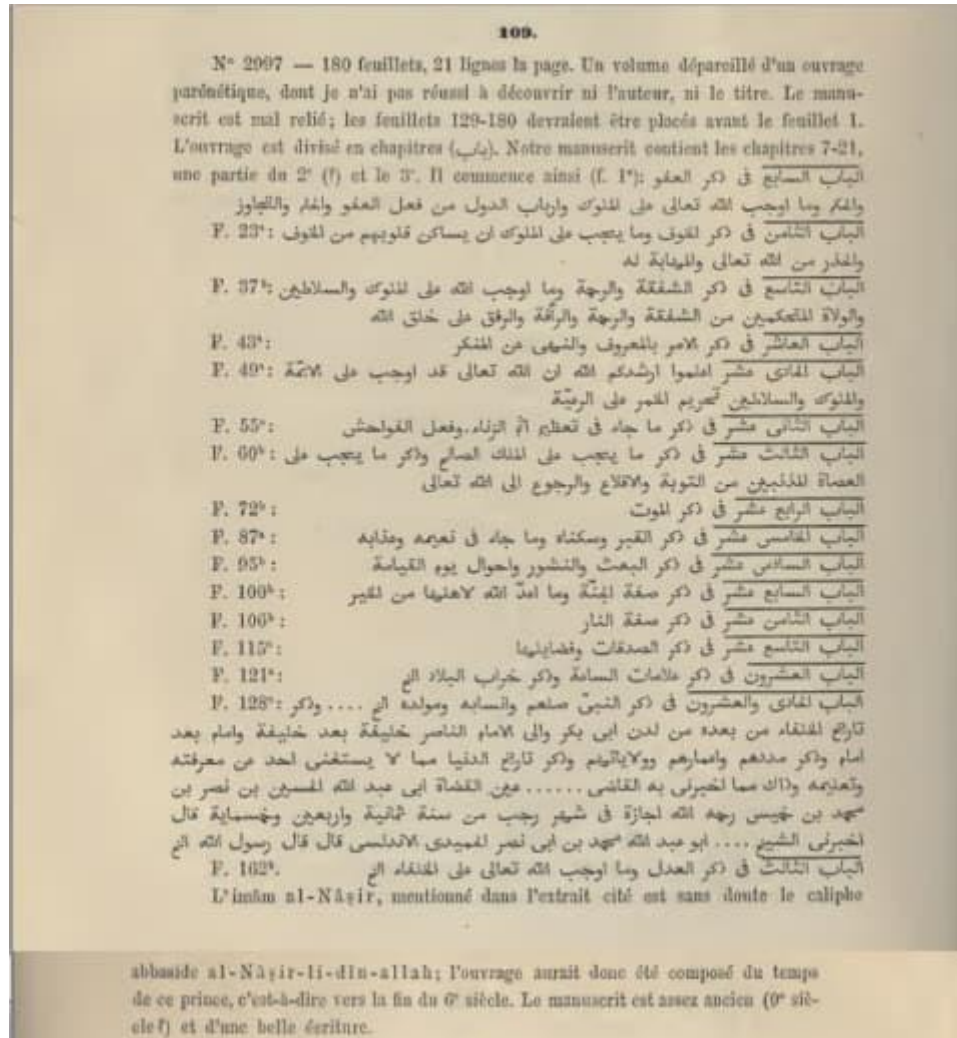 109.
Nº 2997 — 180 feuillets, 21 lignes la page. Un volume dépareillé d'un ouvrage
parénétique, dont je n'ai pas réussi à découvrir ni l'auteur, ni le titre. Le manu-
scrit est mal relié; les feuillets 129-180 devraient être placés avant le feuillet 1.
L'ouvrage est divisé en chapitres (باب). Notre manuscrit contient les chapitres 7-21,
une partie du 2ᵉ (?) et le 3ᵉ. Il commence ainsi (f. 1ᵃ): الباب السابع فى ذكر العفو
والحلم وما اوجب الله تعالى على الملوك وارباب الدول من فعل العفو والحلم والتجاوز
F. 23ᵃ: الباب الثامن فى ذكر الخوف وما يتجب على الملوك ان يساكن قلوبهم من الخوف
والحذر من الله تعالى والمهابة له
F. 37ᵇ: الباب التاسع فى ذكر الشفقة والرحمة وما اوجب الله على الملوك والسلاطين
والولاة المتحكمين من الشفقة والرحمة والرأفة والرفق على خلق الله
F. 43ᵃ: الباب العاشر فى ذكر الامر بالمعروف والنهى عن المنكر
F. 49ᵃ: الباب الحادى عشر اعلموا ارشدكم الله ان الله تعالى قد اوجب على الائمّة
والملوك والسلاطين تحريم الخمر على الرعيّة
F. 55ᵃ: الباب الثانى عشر فى ذكر ما جاء فى تعظيم اثم الزناء وفعل الفواحش
F. 60ᵇ: الباب الثالث عشر فى ذكر ما يتجب على الملك الصالح وذكر ما يتجب على
العصاة المذنبين من التوبة والاقلاع والرجوع الى الله تعالى
F. 72ᵇ: الباب الرابع عشر فى ذكر الموت
F. 87ᵃ: الباب الخامس عشر فى ذكر القبر وسكناه وما جاء فى نعيمه وعذابه
F. 95ᵇ: الباب السادس عشر فى ذكر البعث والنشور واحوال يوم القيامة
F. 100ᵇ: الباب السابع عشر فى ذكر صفة الجنّة وما اعدّ الله لاهلها من الخير
F. 106ᵇ: الباب الثامن عشر فى ذكر صفة النار
F. 115ᵃ: الباب التاسع عشر فى ذكر الصدقات وفضايلها
F. 121ᵃ: الباب العشرون فى ذكر علامات الساعة وذكر خراب البلاد الخ
F. 128ᵃ: الباب الحادى والعشرون فى ذكر النبىّ صلعم وانسابه ومولده الخ .... وذكر
تاريخ الخلفاء من بعده من لدن ابى بكر والى الامام الناصر خليفة بعد خليفة وامام بعد
امام وذكر مددهم واعمارهم وولاياتهم وذكر تاريخ الدنيا مما لا يستغنى احد عن معرفته
وتعليمه وذاك مما اخبرنى به القاضى ...... عين القضاة ابى عبد الله الحسين بن نصر بن
محمد بن خميس رحمه الله اجازة فى شهر رجب من سنة ثمانية واربعين وخمسماية قال
اخبرنى الشيخ .... ابو عبد الله محمد بن ابى نصر الحميدى الاندلسى قال قال رسول الله الخ
F. 162ᵇ. الباب الثالث فى ذكر العدل وما اوجب الله تعالى على الخلفاء الخ
L'imâm al-Nâṣir, mentionné dans l'extrait cité est sans doute le caliphe
abbaside al-Nâṣir-li-dîn-allah; l'ouvrage aurait donc été composé du temps
de ce prince, c'est-à-dire vers la fin du 6ᵉ siècle. Le manuscrit est assez ancien (9ᵉ siè-
cle?) et d'une belle écriture.